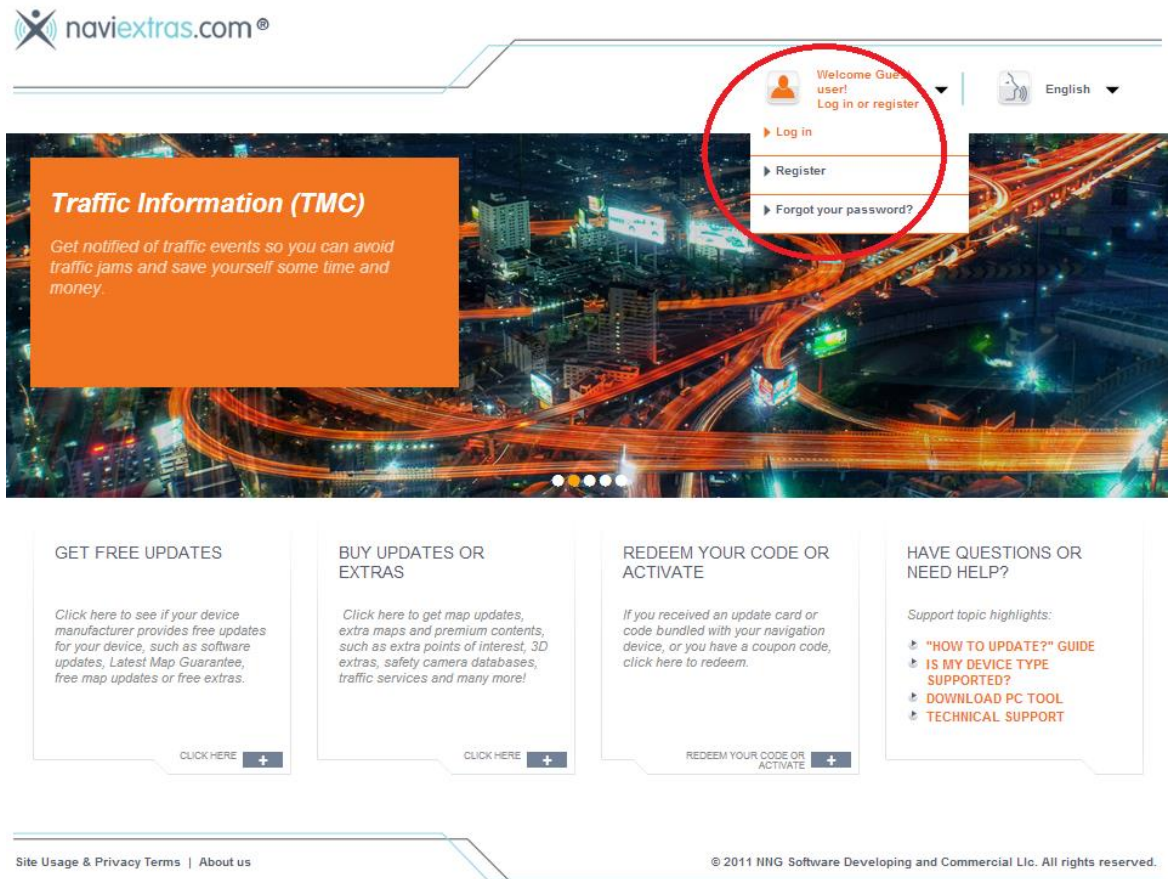 naviextras.com®
Welcome Gues
user!
Log in or register
English
Log in
Register
Forgot your password?
Traffic Information (TMC)
Get notified of traffic events so you can avoid
traffic jams and save yourself some time and
money.
GET FREE UPDATES
Click here to see if your device
manufacturer provides free updates
for your device, such as software
updates, Latest Map Guarantee,
free map updates or free extras.
CLICK HERE +
BUY UPDATES OR
EXTRAS
Click here to get map updates,
extra maps and premium contents,
such as extra points of interest, 3D
extras, safety camera databases,
traffic services and many more!
CLICK HERE +
REDEEM YOUR CODE OR
ACTIVATE
If you received an update card or
code bundled with your navigation
device, or you have a coupon code,
click here to redeem.
REDEEM YOUR CODE OR
ACTIVATE +
HAVE QUESTIONS OR
NEED HELP?
Support topic highlights:
"HOW TO UPDATE?" GUIDE
IS MY DEVICE TYPE
SUPPORTED?
DOWNLOAD PC TOOL
TECHNICAL SUPPORT
Site Usage & Privacy Terms | About us
© 2011 NNG Software Developing and Commercial Llc. All rights reserved.